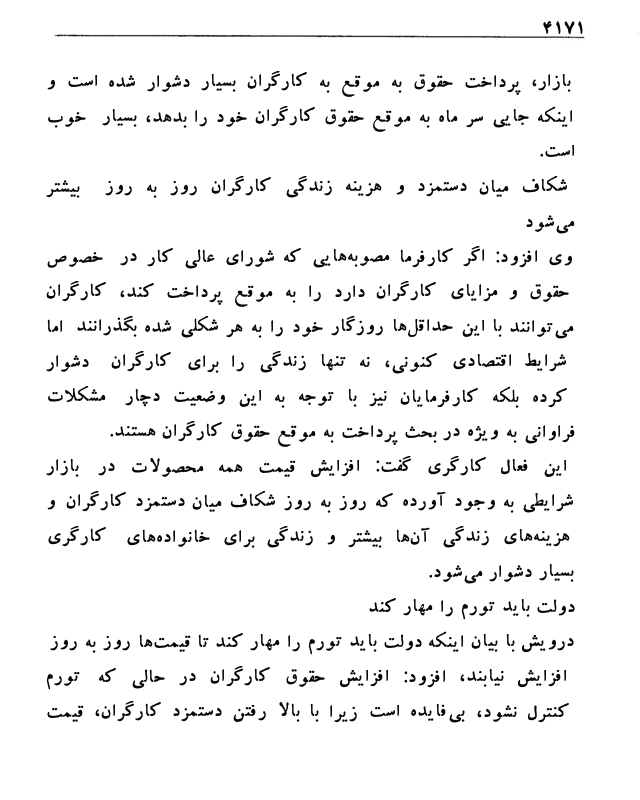 ۴۱۷۱
بازار، پرداخت حقوق به موقع به کارگران بسیار دشوار شده است و
اینکه جایی سر ماه به موقع حقوق کارگران خود را بدهد، بسیار خوب
است.
شکاف میان دستمزد و هزینه زندگی کارگران روز به روز بیشتر
می‌شود
وی افزود: اگر کارفرما مصوبه‌هایی که شورای عالی کار در خصوص
حقوق و مزایای کارگران دارد را به موقع پرداخت کند، کارگران
می‌توانند با این حداقل‌ها روزگار خود را به هر شکلی شده بگذرانند اما
شرایط اقتصادی کنونی، نه تنها زندگی را برای کارگران دشوار
کرده بلکه کارفرمایان نیز با توجه به این وضعیت دچار مشکلات
فراوانی به ویژه در بحث پرداخت به موقع حقوق کارگران هستند.
این فعال کارگری گفت: افزایش قیمت همه محصولات در بازار
شرایطی به وجود آورده که روز به روز شکاف میان دستمزد کارگران و
هزینه‌های زندگی آن‌ها بیشتر و زندگی برای خانواده‌های کارگری
بسیار دشوار می‌شود.
دولت باید تورم را مهار کند
درویش با بیان اینکه دولت باید تورم را مهار کند تا قیمت‌ها روز به روز
افزایش نیابند، افزود: افزایش حقوق کارگران در حالی که تورم
کنترل نشود، بی‌فایده است زیرا با بالا رفتن دستمزد کارگران، قیمت